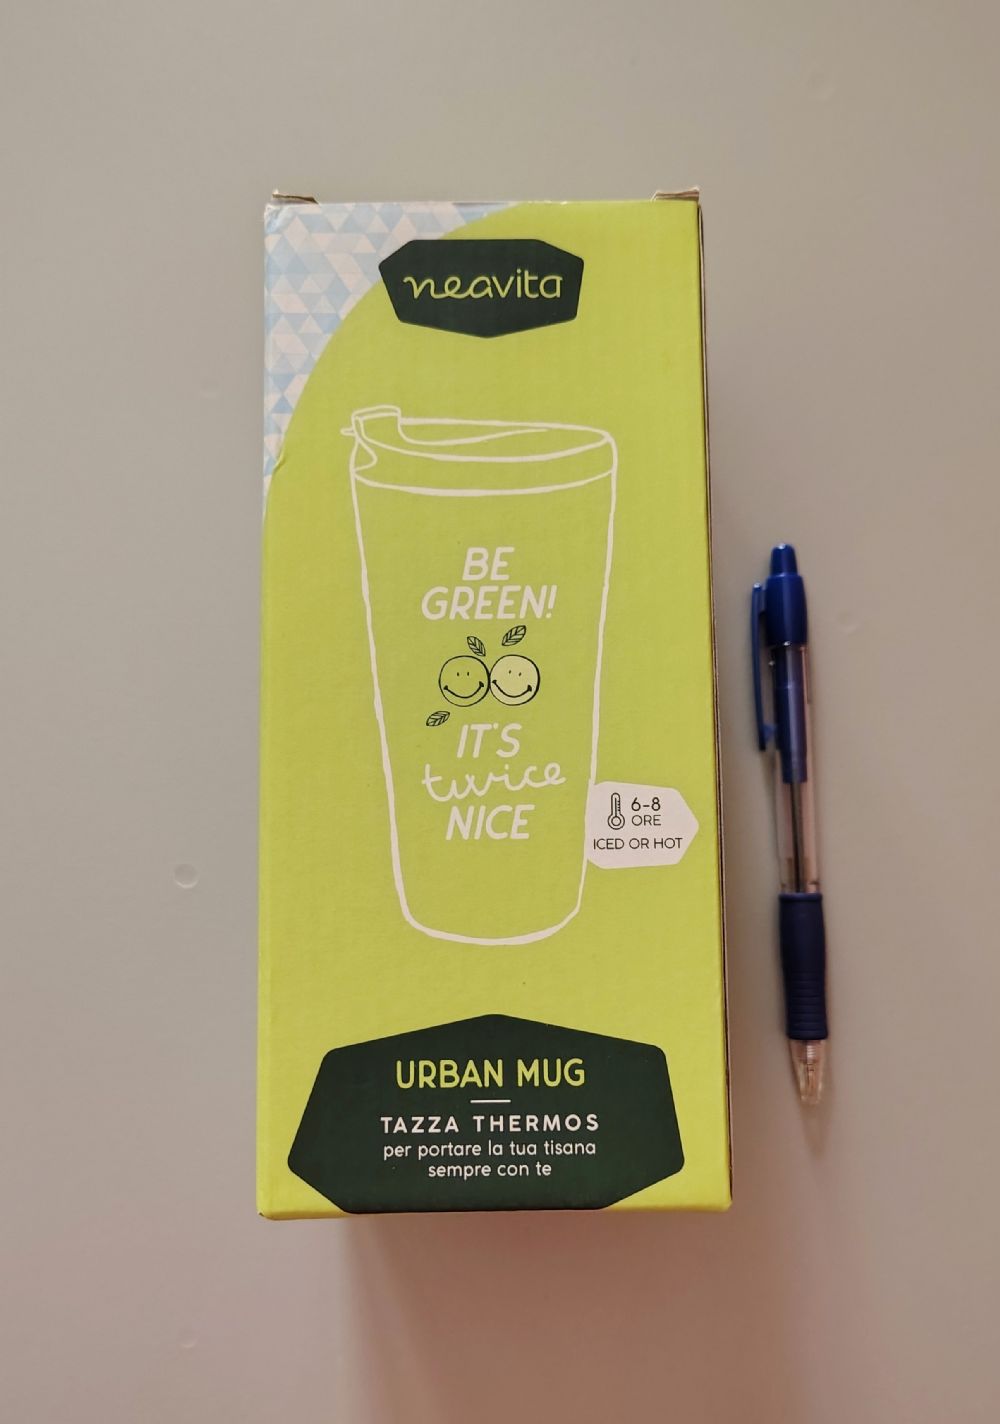 neavita
BE
GREEN!
IT'S
twice
NICE
6-8
ORE
ICED OR HOT
URBAN MUG
TAZZA THERMOS
per portare la tua tisana
sempre con te